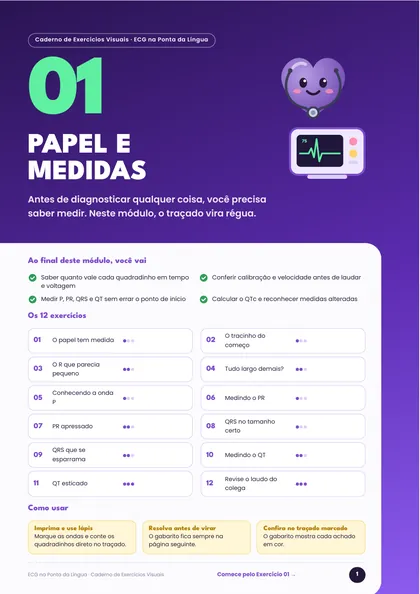 Caderno de Exercícios Visuais · ECG na Ponta da Língua
01
PAPEL E
MEDIDAS
75
Antes de diagnosticar qualquer coisa, você precisa
saber medir. Neste módulo, o traçado vira régua.
Ao final deste módulo, você vai
Saber quanto vale cada quadradinho em tempo
e voltagem
Conferir calibração e velocidade antes de laudar
Medir P, PR, QRS e QT sem errar o ponto de início
Calcular o QTc e reconhecer medidas alteradas
Os 12 exercícios
01 O papel tem medida
02 O tracinho do
começo
03 O R que parecia
pequeno
04 Tudo largo demais?
05 Conhecendo a onda
P
06 Medindo o PR
07 PR apressado
08 QRS no tamanho
certo
09 QRS que se
esparrama
10 Medindo o QT
11 QT esticado
12 Revise o laudo do
colega
Como usar
Imprima e use lápis
Marque as ondas e conte os
quadradinhos direto no traçado.
Resolva antes de virar
O gabarito fica sempre na
página seguinte.
Confira no traçado marcado
O gabarito mostra cada achado
em cor.
ECG na Ponta da Língua · Caderno de Exercícios Visuais
Comece pelo Exercício 01 →
1